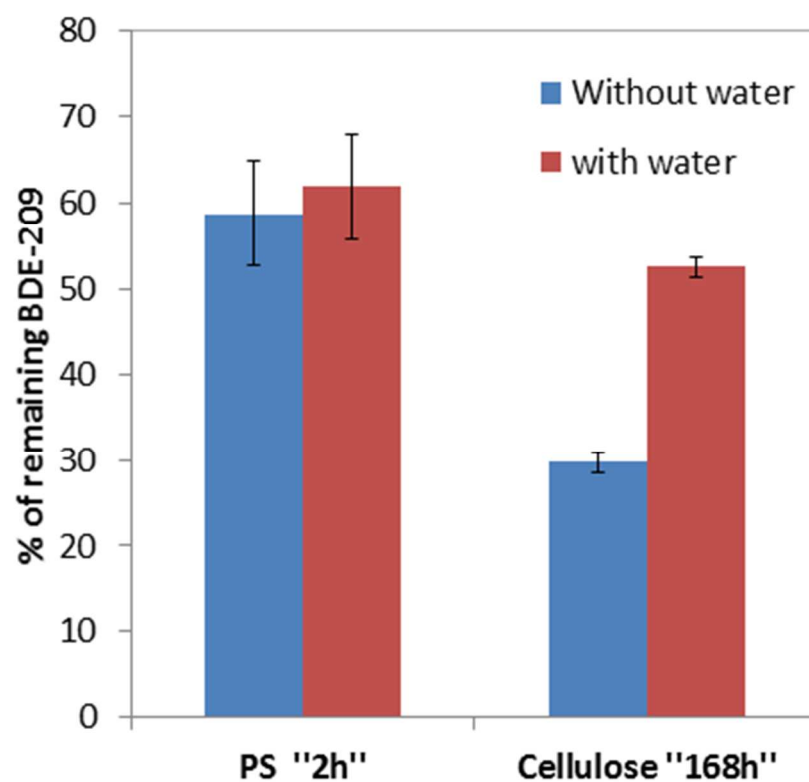 80
70
60
50
40
30
20
10
0
% of remaining BDE-209
Without water
with water
PS ''2h''
Cellulose ''168h''